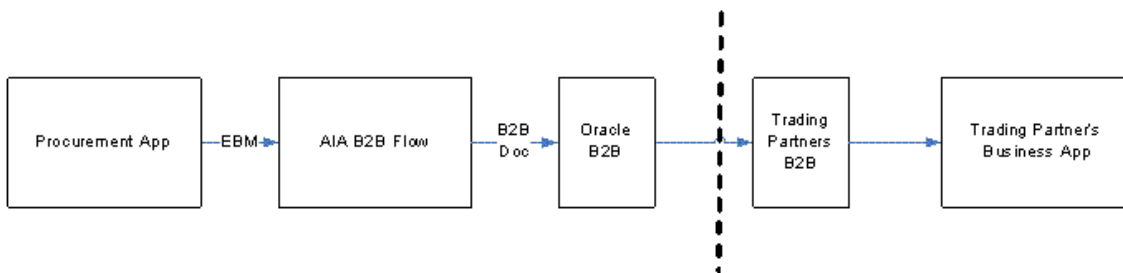 Procurement App
EBM
AIA B2B Flow
B2B
Doc
Oracle
B2B
Trading
Partners
B2B
Trading Partner's
Business App